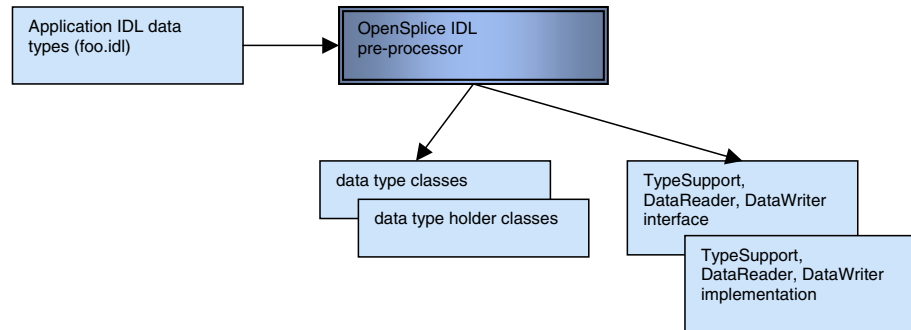 Application IDL data
types (foo.idl)
OpenSplice IDL
pre-processor
data type classes
data type holder classes
TypeSupport,
DataReader, DataWriter
interface
TypeSupport,
DataReader, DataWriter
implementation